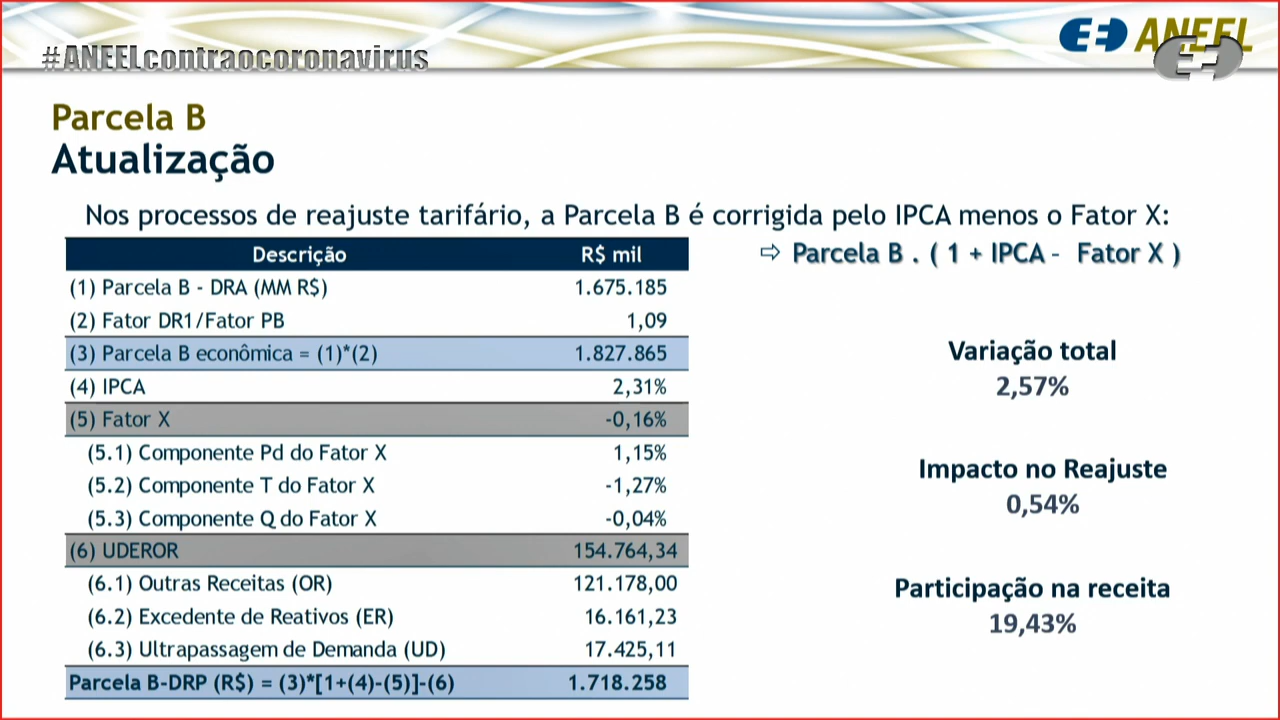 #ANEELcontraocoronavirus
ANEEL
Parcela B
Atualização
Nos processos de reajuste tarifário, a Parcela B é corrigida pelo IPCA menos o Fator X:
⇨ Parcela B . ( 1 + IPCA - Fator X )
Descrição R$ mil
(1) Parcela B - DRA (MM R$) 1.675.185
(2) Fator DR1/Fator PB 1,09
(3) Parcela B econômica = (1)*(2) 1.827.865
(4) IPCA 2,31%
(5) Fator X -0,16%
(5.1) Componente Pd do Fator X 1,15%
(5.2) Componente T do Fator X -1,27%
(5.3) Componente Q do Fator X -0,04%
(6) UDEROR 154.764,34
(6.1) Outras Receitas (OR) 121.178,00
(6.2) Excedente de Reativos (ER) 16.161,23
(6.3) Ultrapassagem de Demanda (UD) 17.425,11
Parcela B-DRP (R$) = (3)*[1+(4)-(5)]-(6) 1.718.258
Variação total
2,57%
Impacto no Reajuste
0,54%
Participação na receita
19,43%